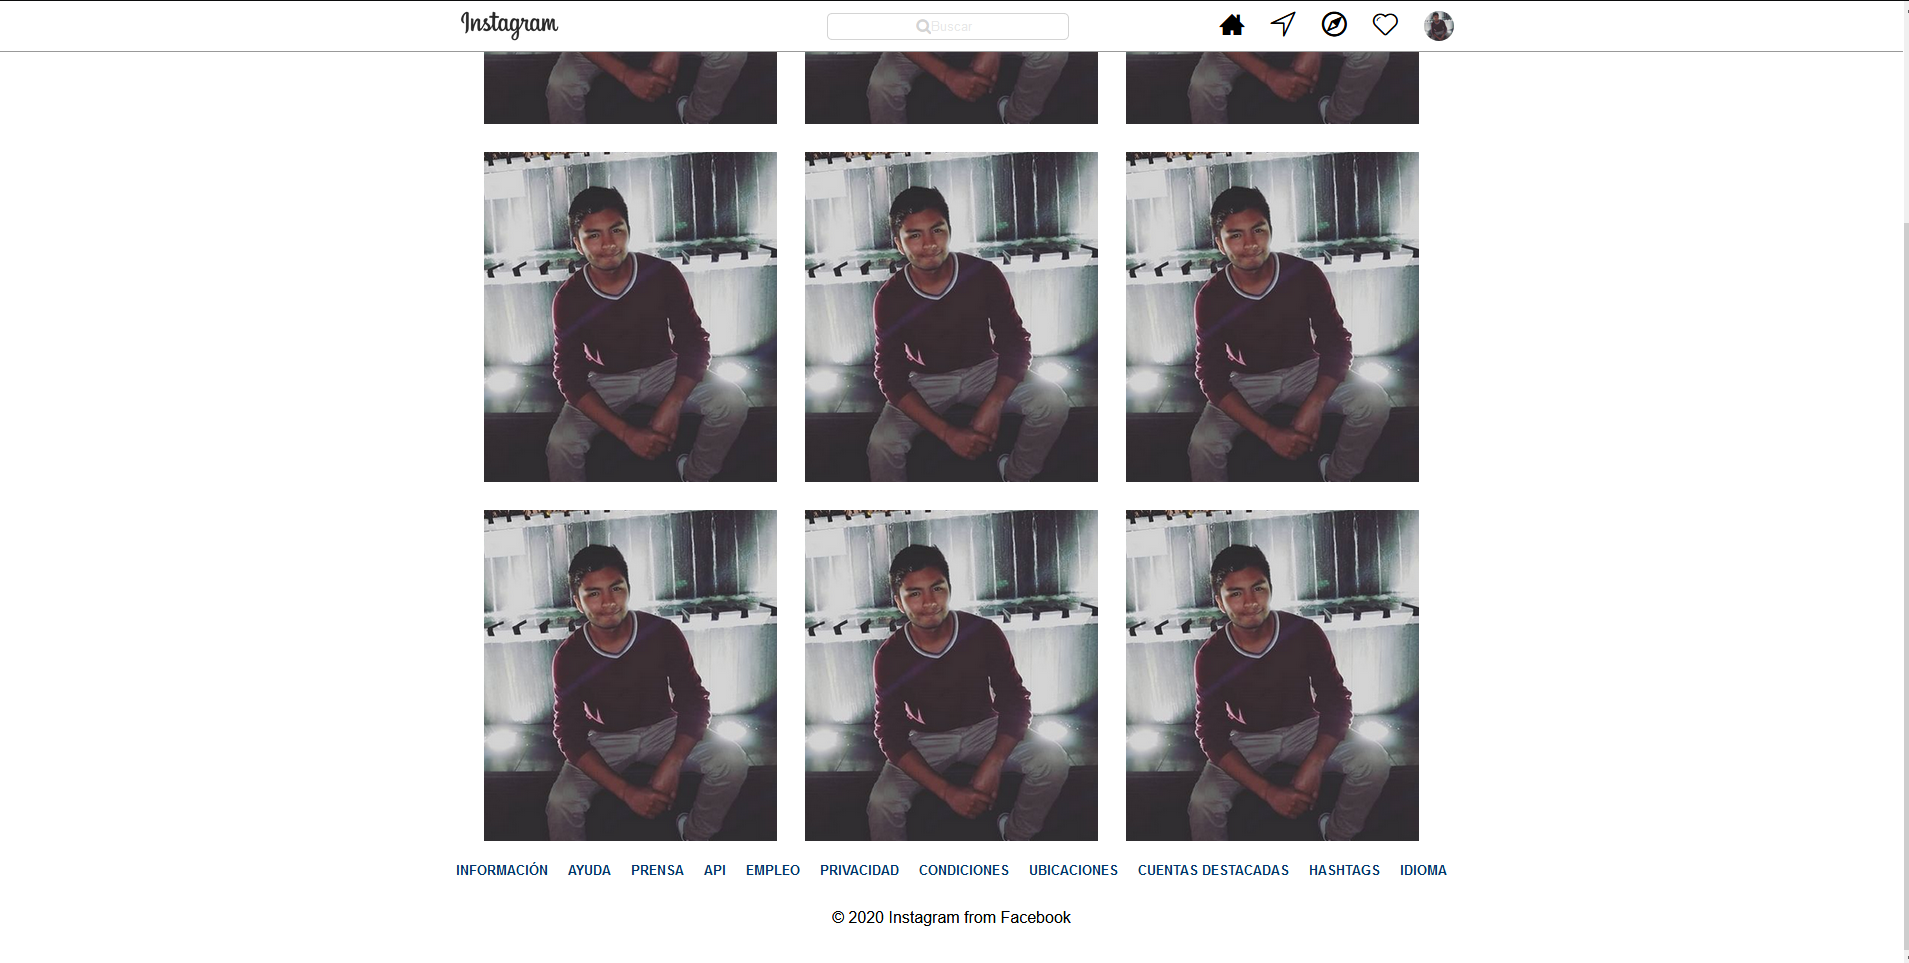 Instagram
Buscar
INFORMACIÓN AYUDA PRENSA API EMPLEO PRIVACIDAD CONDICIONES UBICACIONES CUENTAS DESTACADAS HASHTAGS IDIOMA
© 2020 Instagram from Facebook